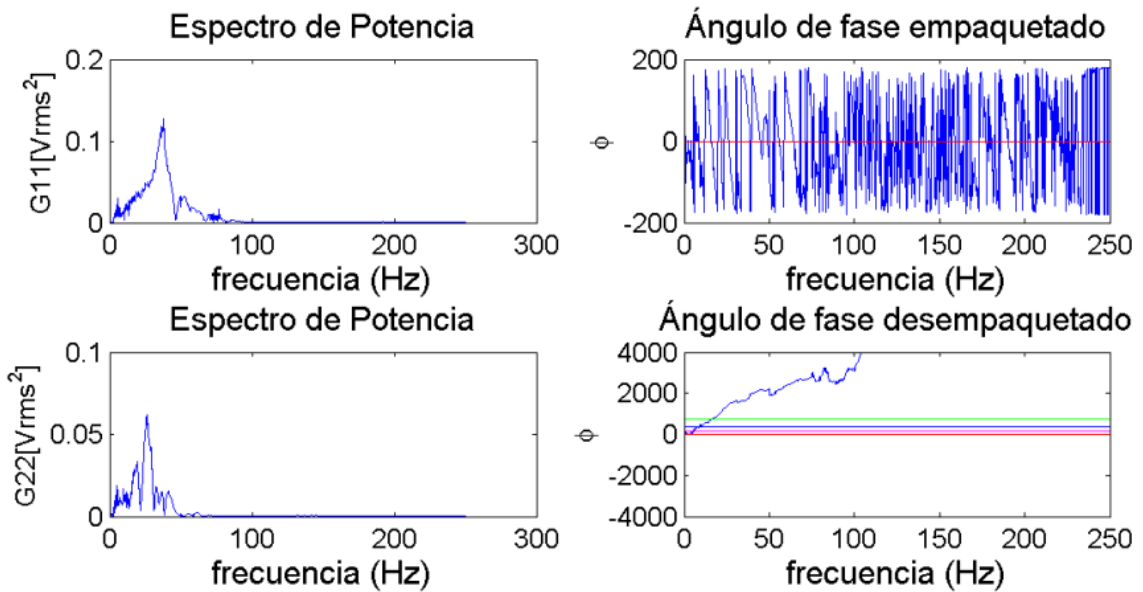 Espectro de Potencia
G11[Vrms²]
0.2
0.1
0
0 100 200 300
frecuencia (Hz)
Ángulo de fase empaquetado
ϕ
200
0
-200
0 50 100 150 200 250
frecuencia (Hz)
Espectro de Potencia
G22[Vrms²]
0.1
0.05
0
0 100 200 300
frecuencia (Hz)
Ángulo de fase desempaquetado
ϕ
4000
2000
0
-2000
-4000
0 50 100 150 200 250
frecuencia (Hz)